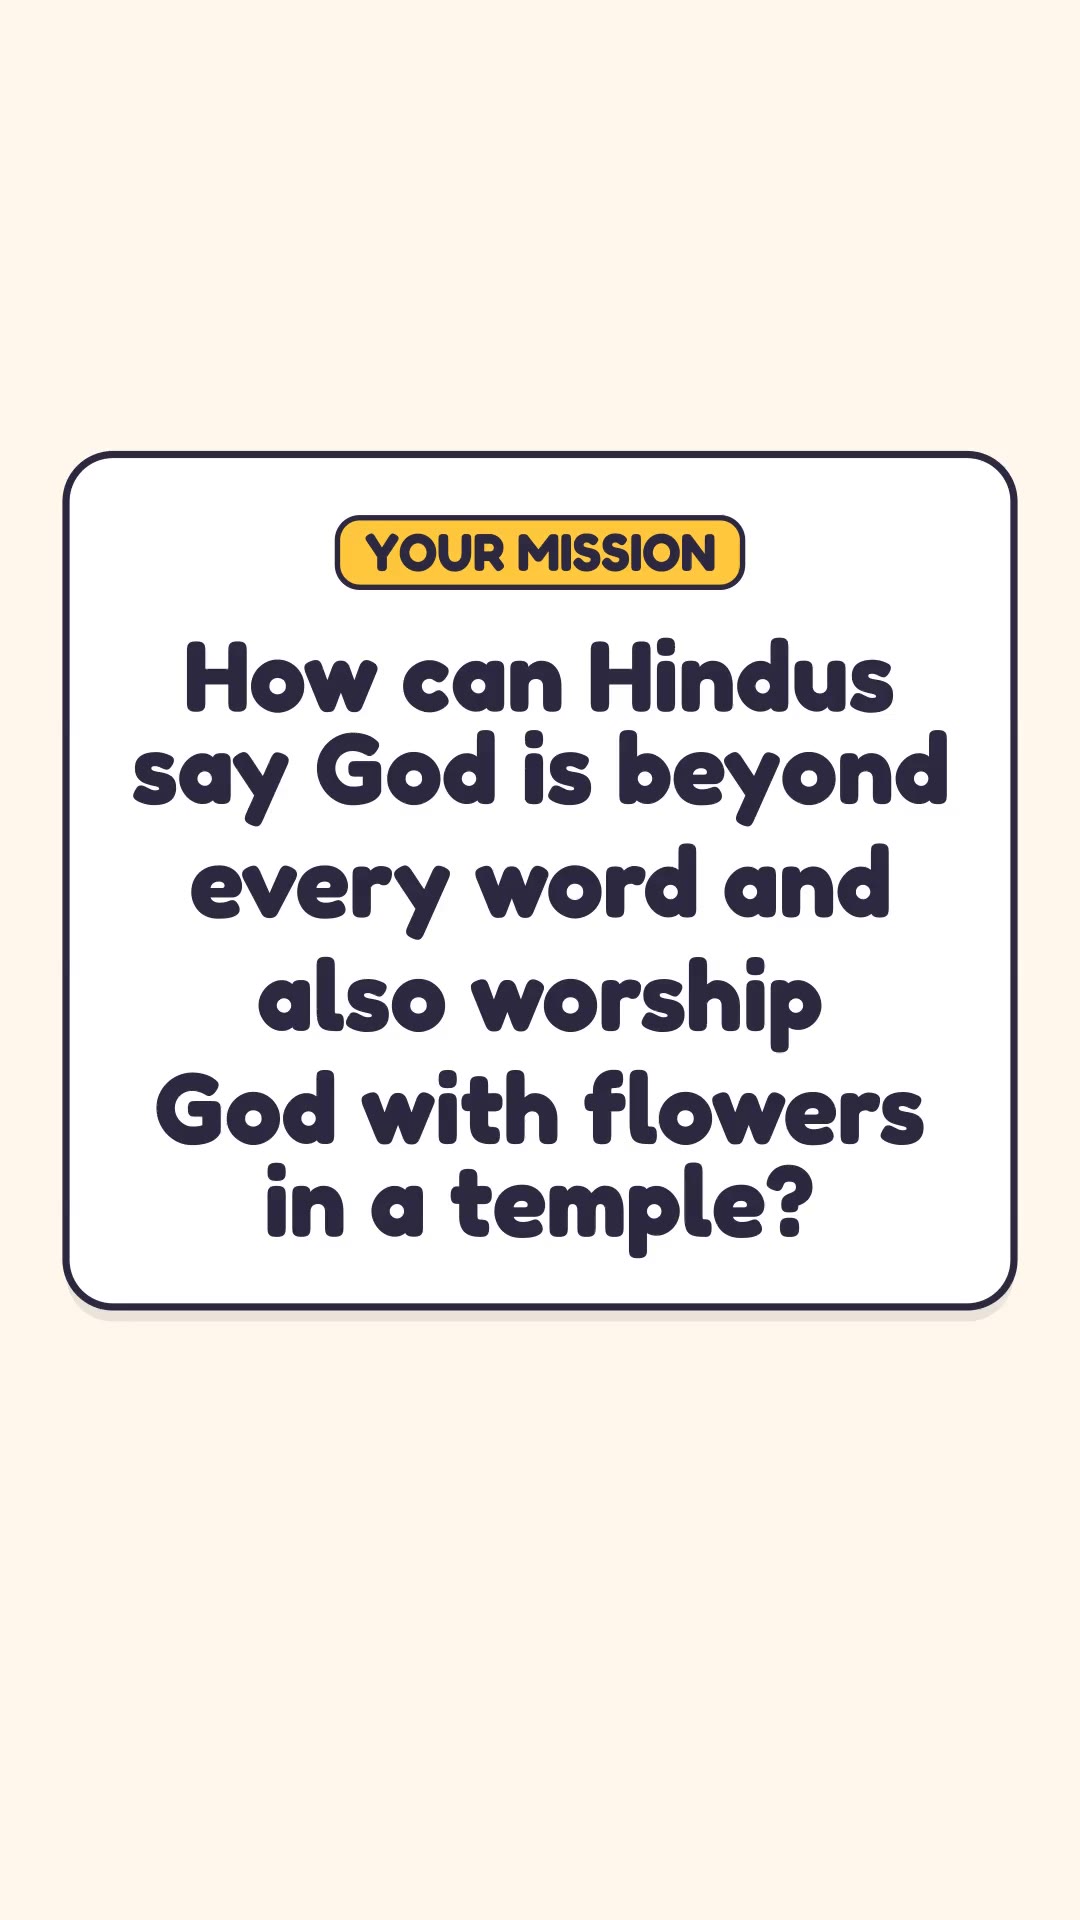 YOUR MISSION
How can Hindus
say God is beyond
every word and
also worship
God with flowers
in a temple?